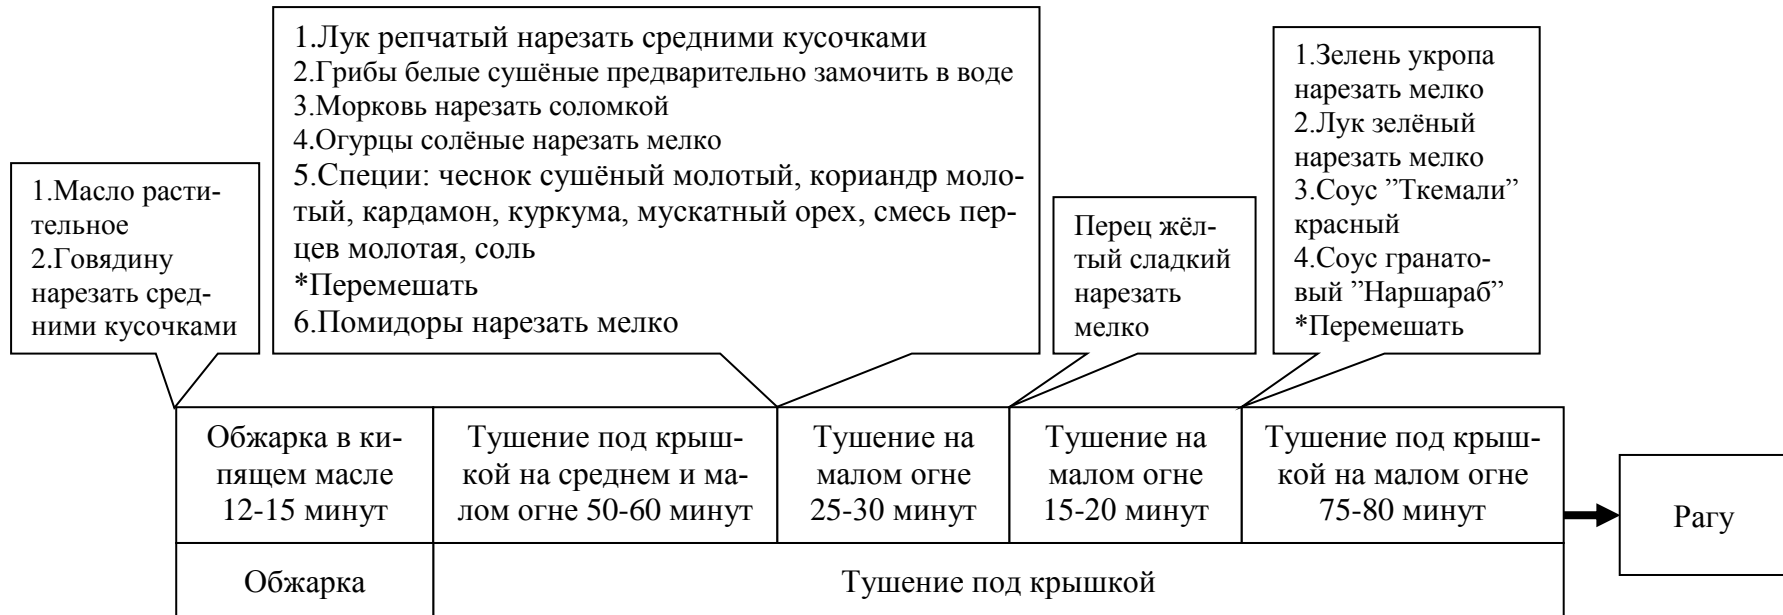 1.Масло расти-
тельное
2.Говядину
нарезать сред-
ними кусочками
1.Лук репчатый нарезать средними кусочками
2.Грибы белые сушёные предварительно замочить в воде
3.Морковь нарезать соломкой
4.Огурцы солёные нарезать мелко
5.Специи: чеснок сушёный молотый, кориандр моло-
тый, кардамон, куркума, мускатный орех, смесь пер-
цев молотая, соль
*Перемешать
6.Помидоры нарезать мелко
Перец жёл-
тый сладкий
нарезать
мелко
1.Зелень укропа
нарезать мелко
2.Лук зелёный
нарезать мелко
3.Соус ”Ткемали”
красный
4.Соус гранато-
вый ”Наршараб”
*Перемешать
Обжарка в ки-
пящем масле
12-15 минут
Тушение под крыш-
кой на среднем и ма-
лом огне 50-60 минут
Тушение на
малом огне
25-30 минут
Тушение на
малом огне
15-20 минут
Тушение под крыш-
кой на малом огне
75-80 минут
Рагу
Обжарка
Тушение под крышкой